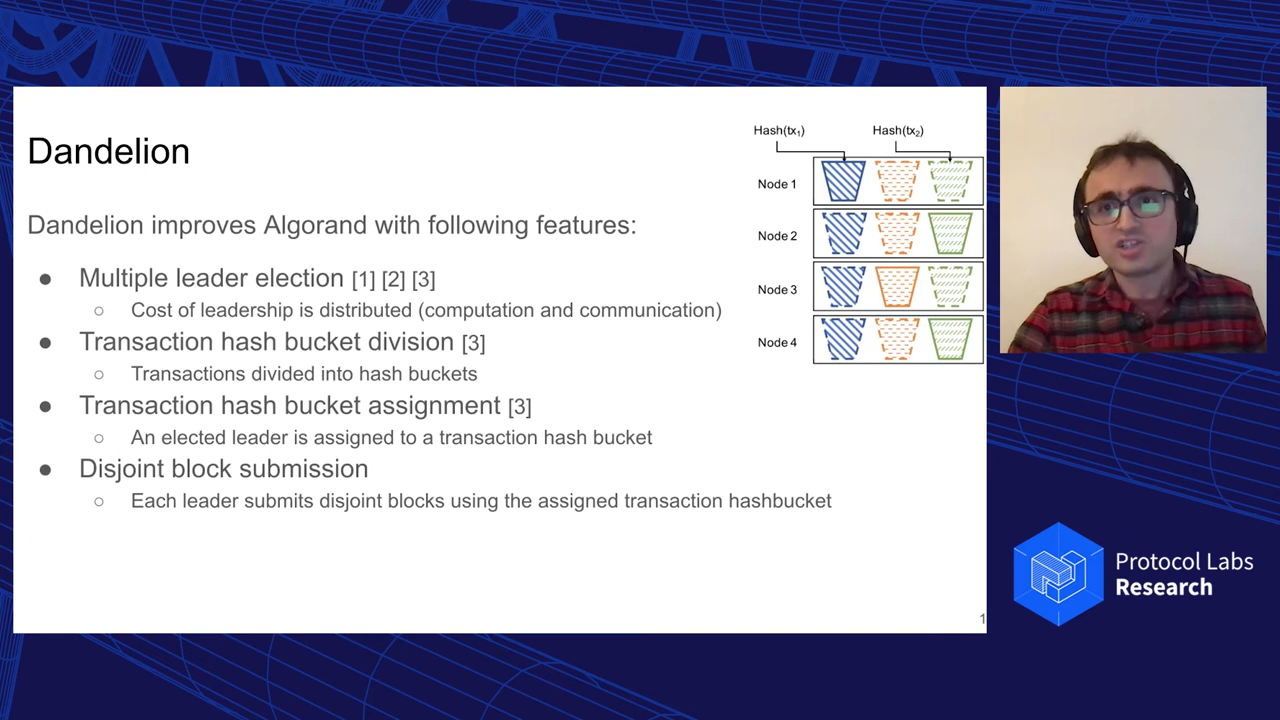 Dandelion
Dandelion improves Algorand with following features:
● Multiple leader election [1] [2] [3]
○ Cost of leadership is distributed (computation and communication)
● Transaction hash bucket division [3]
○ Transactions divided into hash buckets
● Transaction hash bucket assignment [3]
○ An elected leader is assigned to a transaction hash bucket
● Disjoint block submission
○ Each leader submits disjoint blocks using the assigned transaction hashbucket
Hash(tx₁) Hash(tx₂)
Node 1
Node 2
Node 3
Node 4
1
Protocol Labs
Research